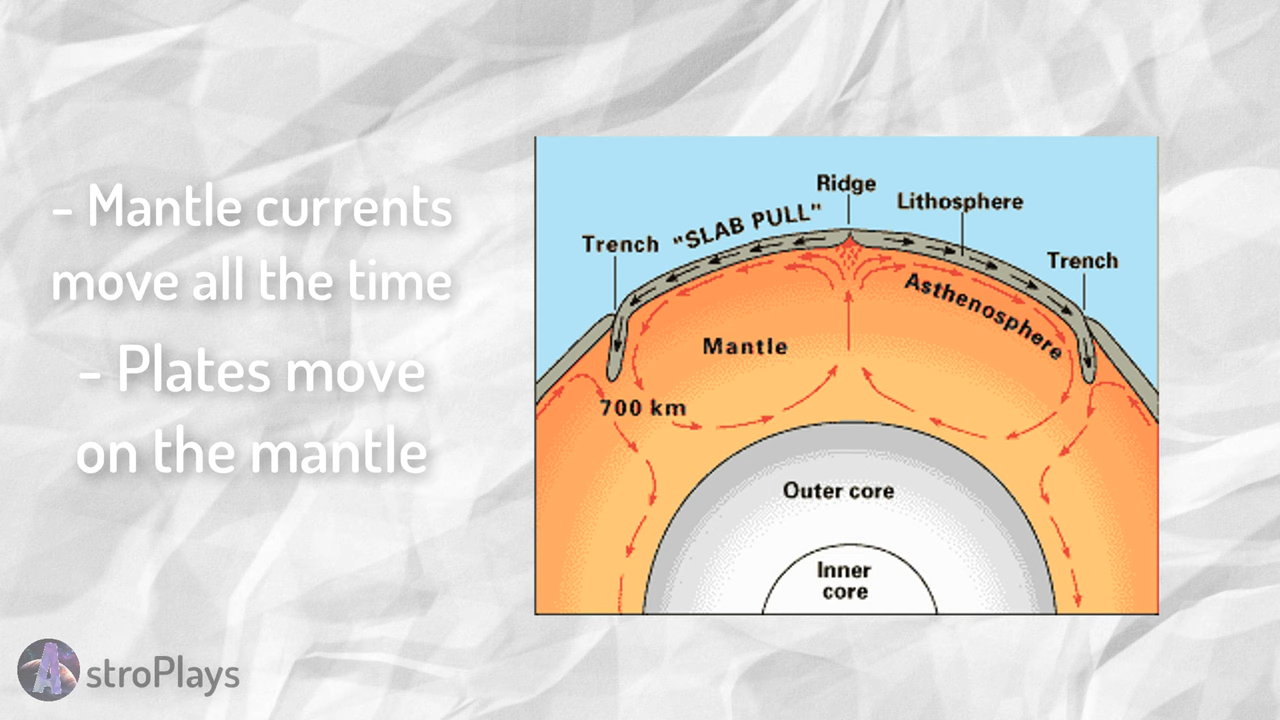 - Mantle currents
move all the time
- Plates move
on the mantle
Ridge
Lithosphere
Trench
"SLAB PULL"
Trench
Asthenosphere
Mantle
700 km
Outer core
Inner
core
AstroPlays